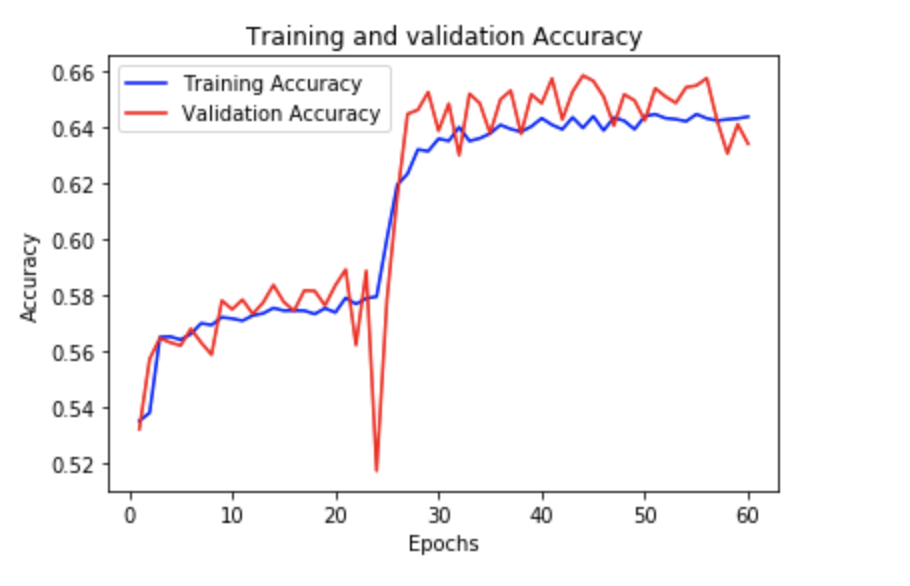 Training and validation Accuracy
Training Accuracy
Validation Accuracy
Accuracy
0.66
0.64
0.62
0.60
0.58
0.56
0.54
0.52
0 10 20 30 40 50 60
Epochs